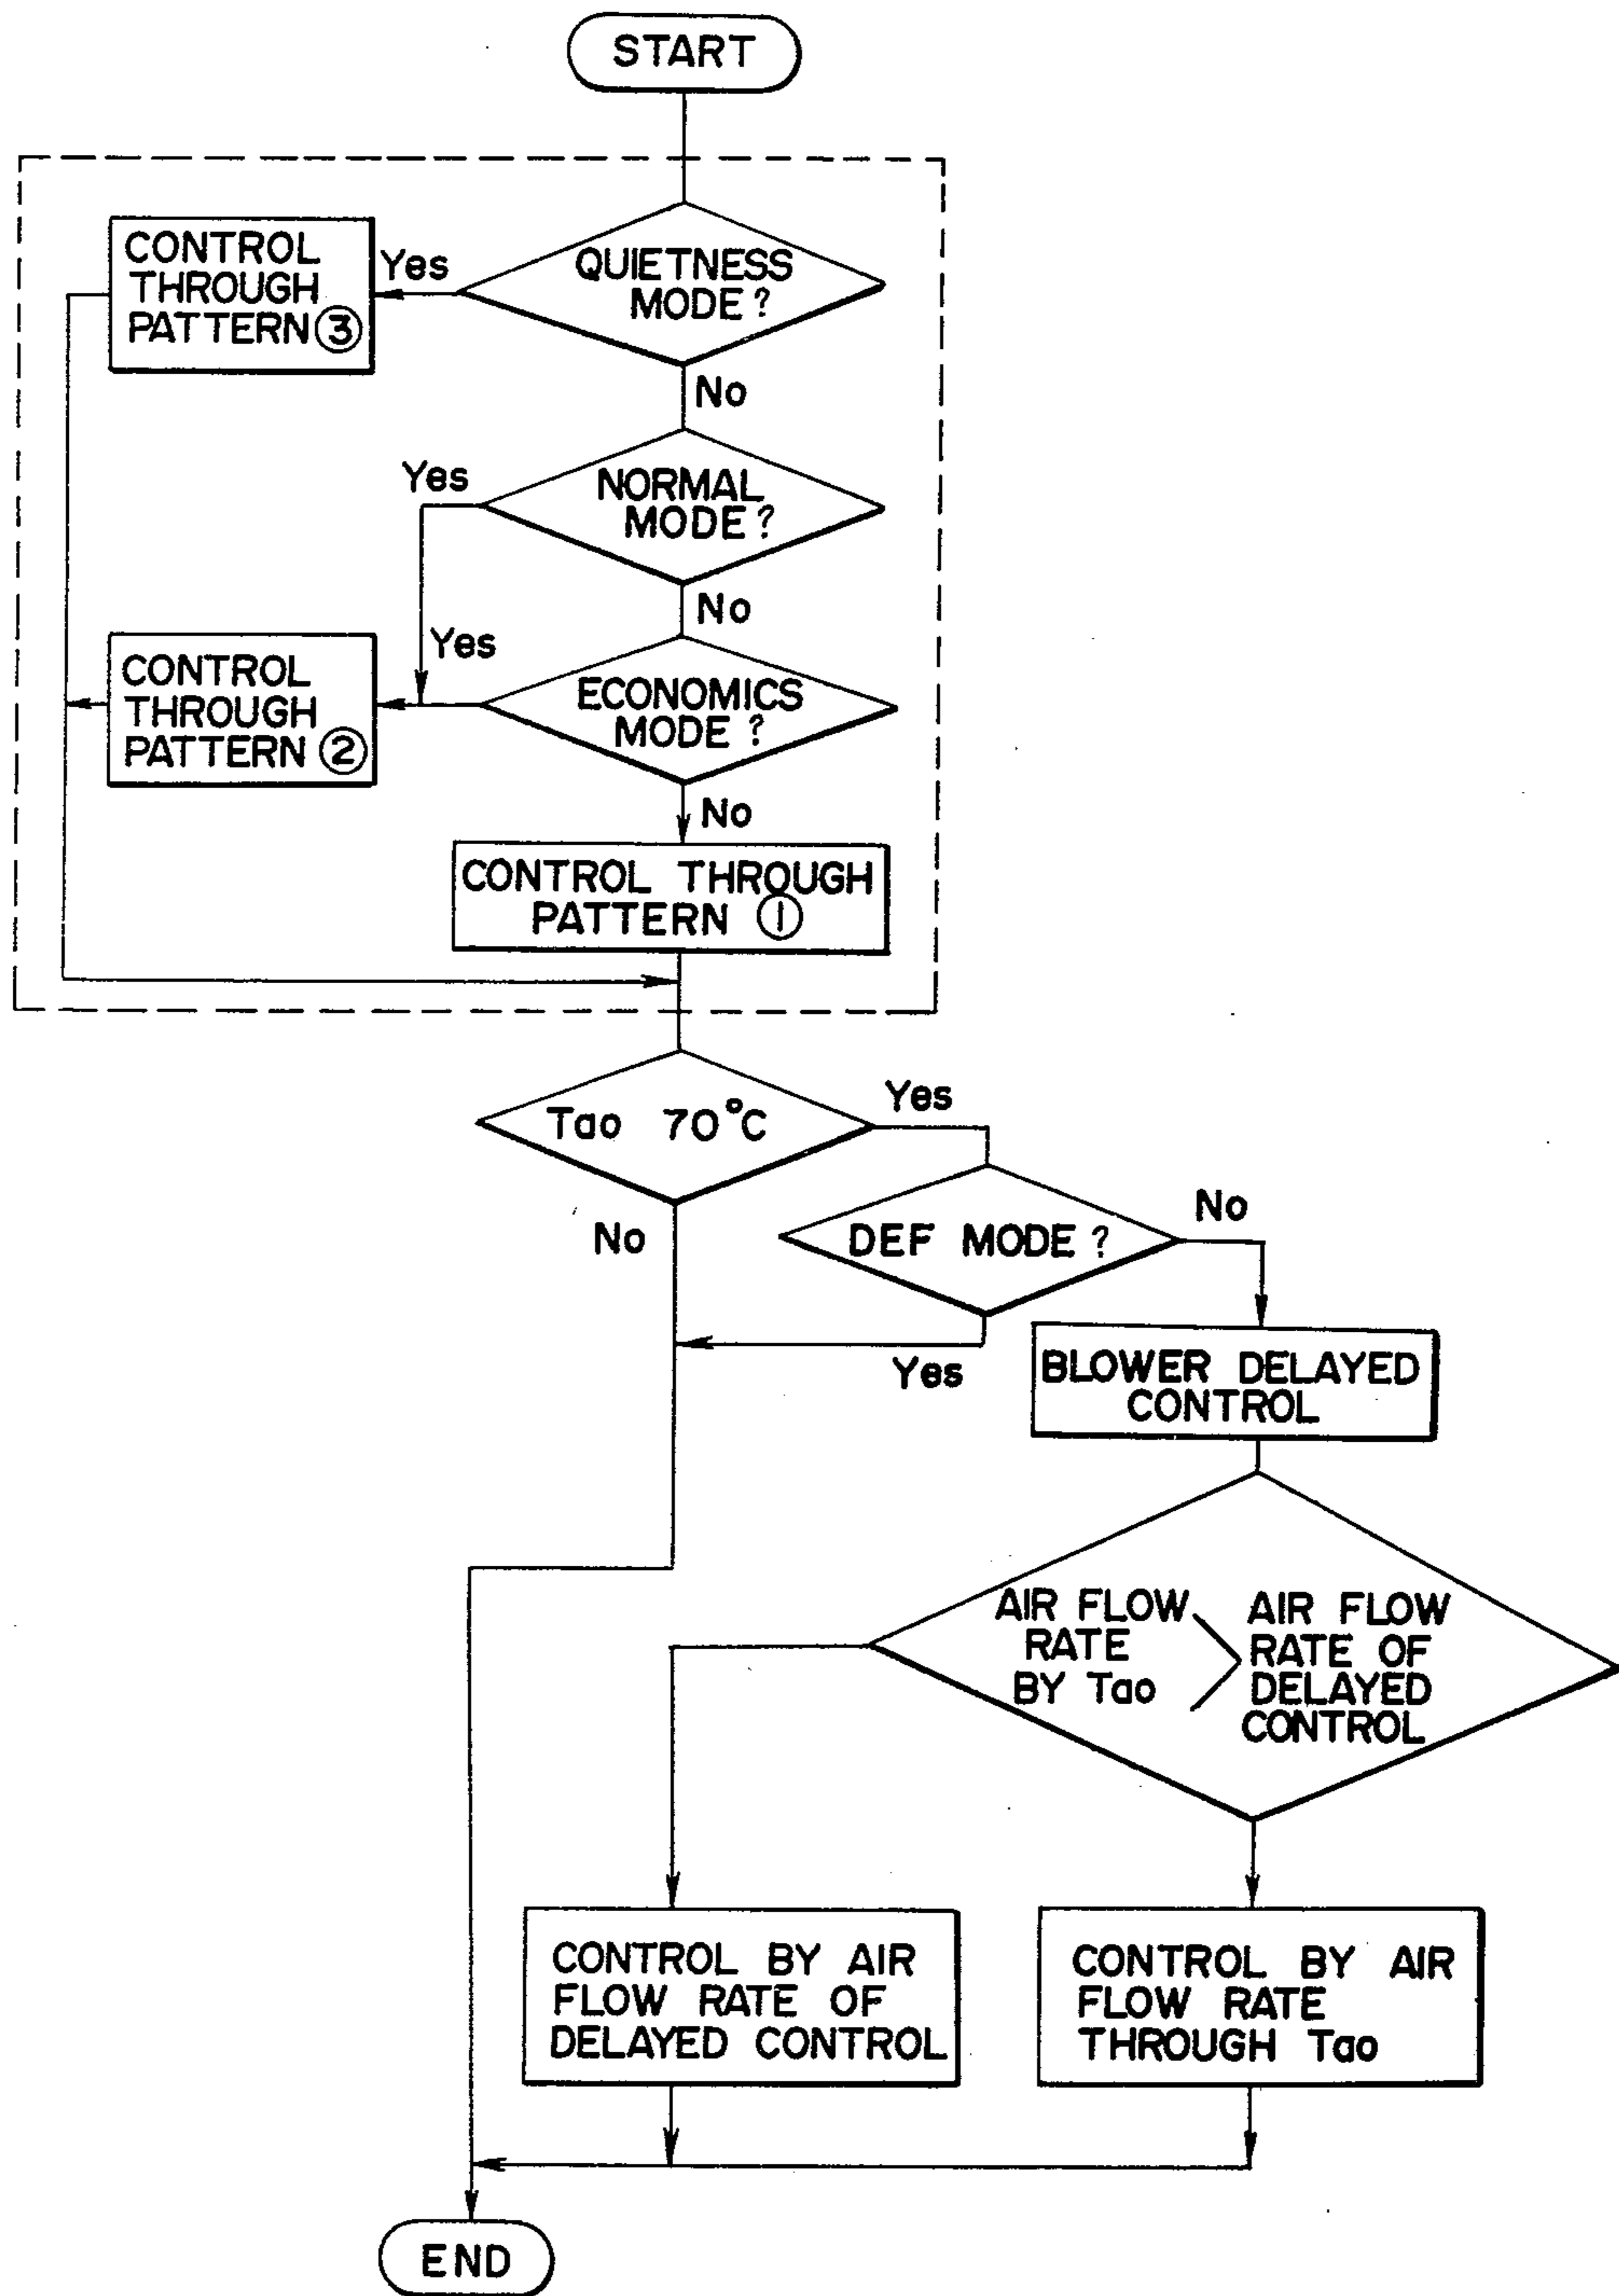 START
QUIETNESS
MODE?
Yes
CONTROL
THROUGH
PATTERN ③
No
NORMAL
MODE?
Yes
No
Yes
ECONOMICS
MODE?
CONTROL
THROUGH
PATTERN ②
No
CONTROL THROUGH
PATTERN ①
Tao 70°C
Yes
No
DEF MODE?
No
Yes
BLOWER DELAYED
CONTROL
AIR FLOW
RATE
BY Tao
>
AIR FLOW
RATE OF
DELAYED
CONTROL
CONTROL BY AIR
FLOW RATE OF
DELAYED CONTROL
CONTROL BY AIR
FLOW RATE
THROUGH Tao
END